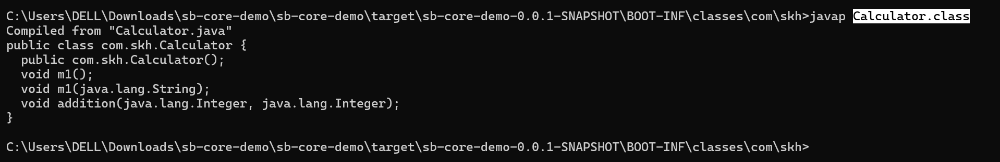 C:\Users\DELL\Downloads\sb-core-demo\sb-core-demo\target\sb-core-demo-0.0.1-SNAPSHOT\BOOT-INF\classes\com\skh>javap Calculator.class
Compiled from "Calculator.java"
public class com.skh.Calculator {
  public com.skh.Calculator();
  void m1();
  void m1(java.lang.String);
  void addition(java.lang.Integer, java.lang.Integer);
}
C:\Users\DELL\Downloads\sb-core-demo\sb-core-demo\target\sb-core-demo-0.0.1-SNAPSHOT\BOOT-INF\classes\com\skh>